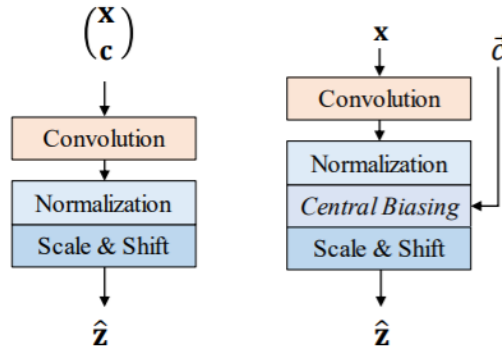 x
c
Convolution
Normalization
Scale & Shift
ẑ
x
Convolution
Normalization
Central Biasing
Scale & Shift
ẑ